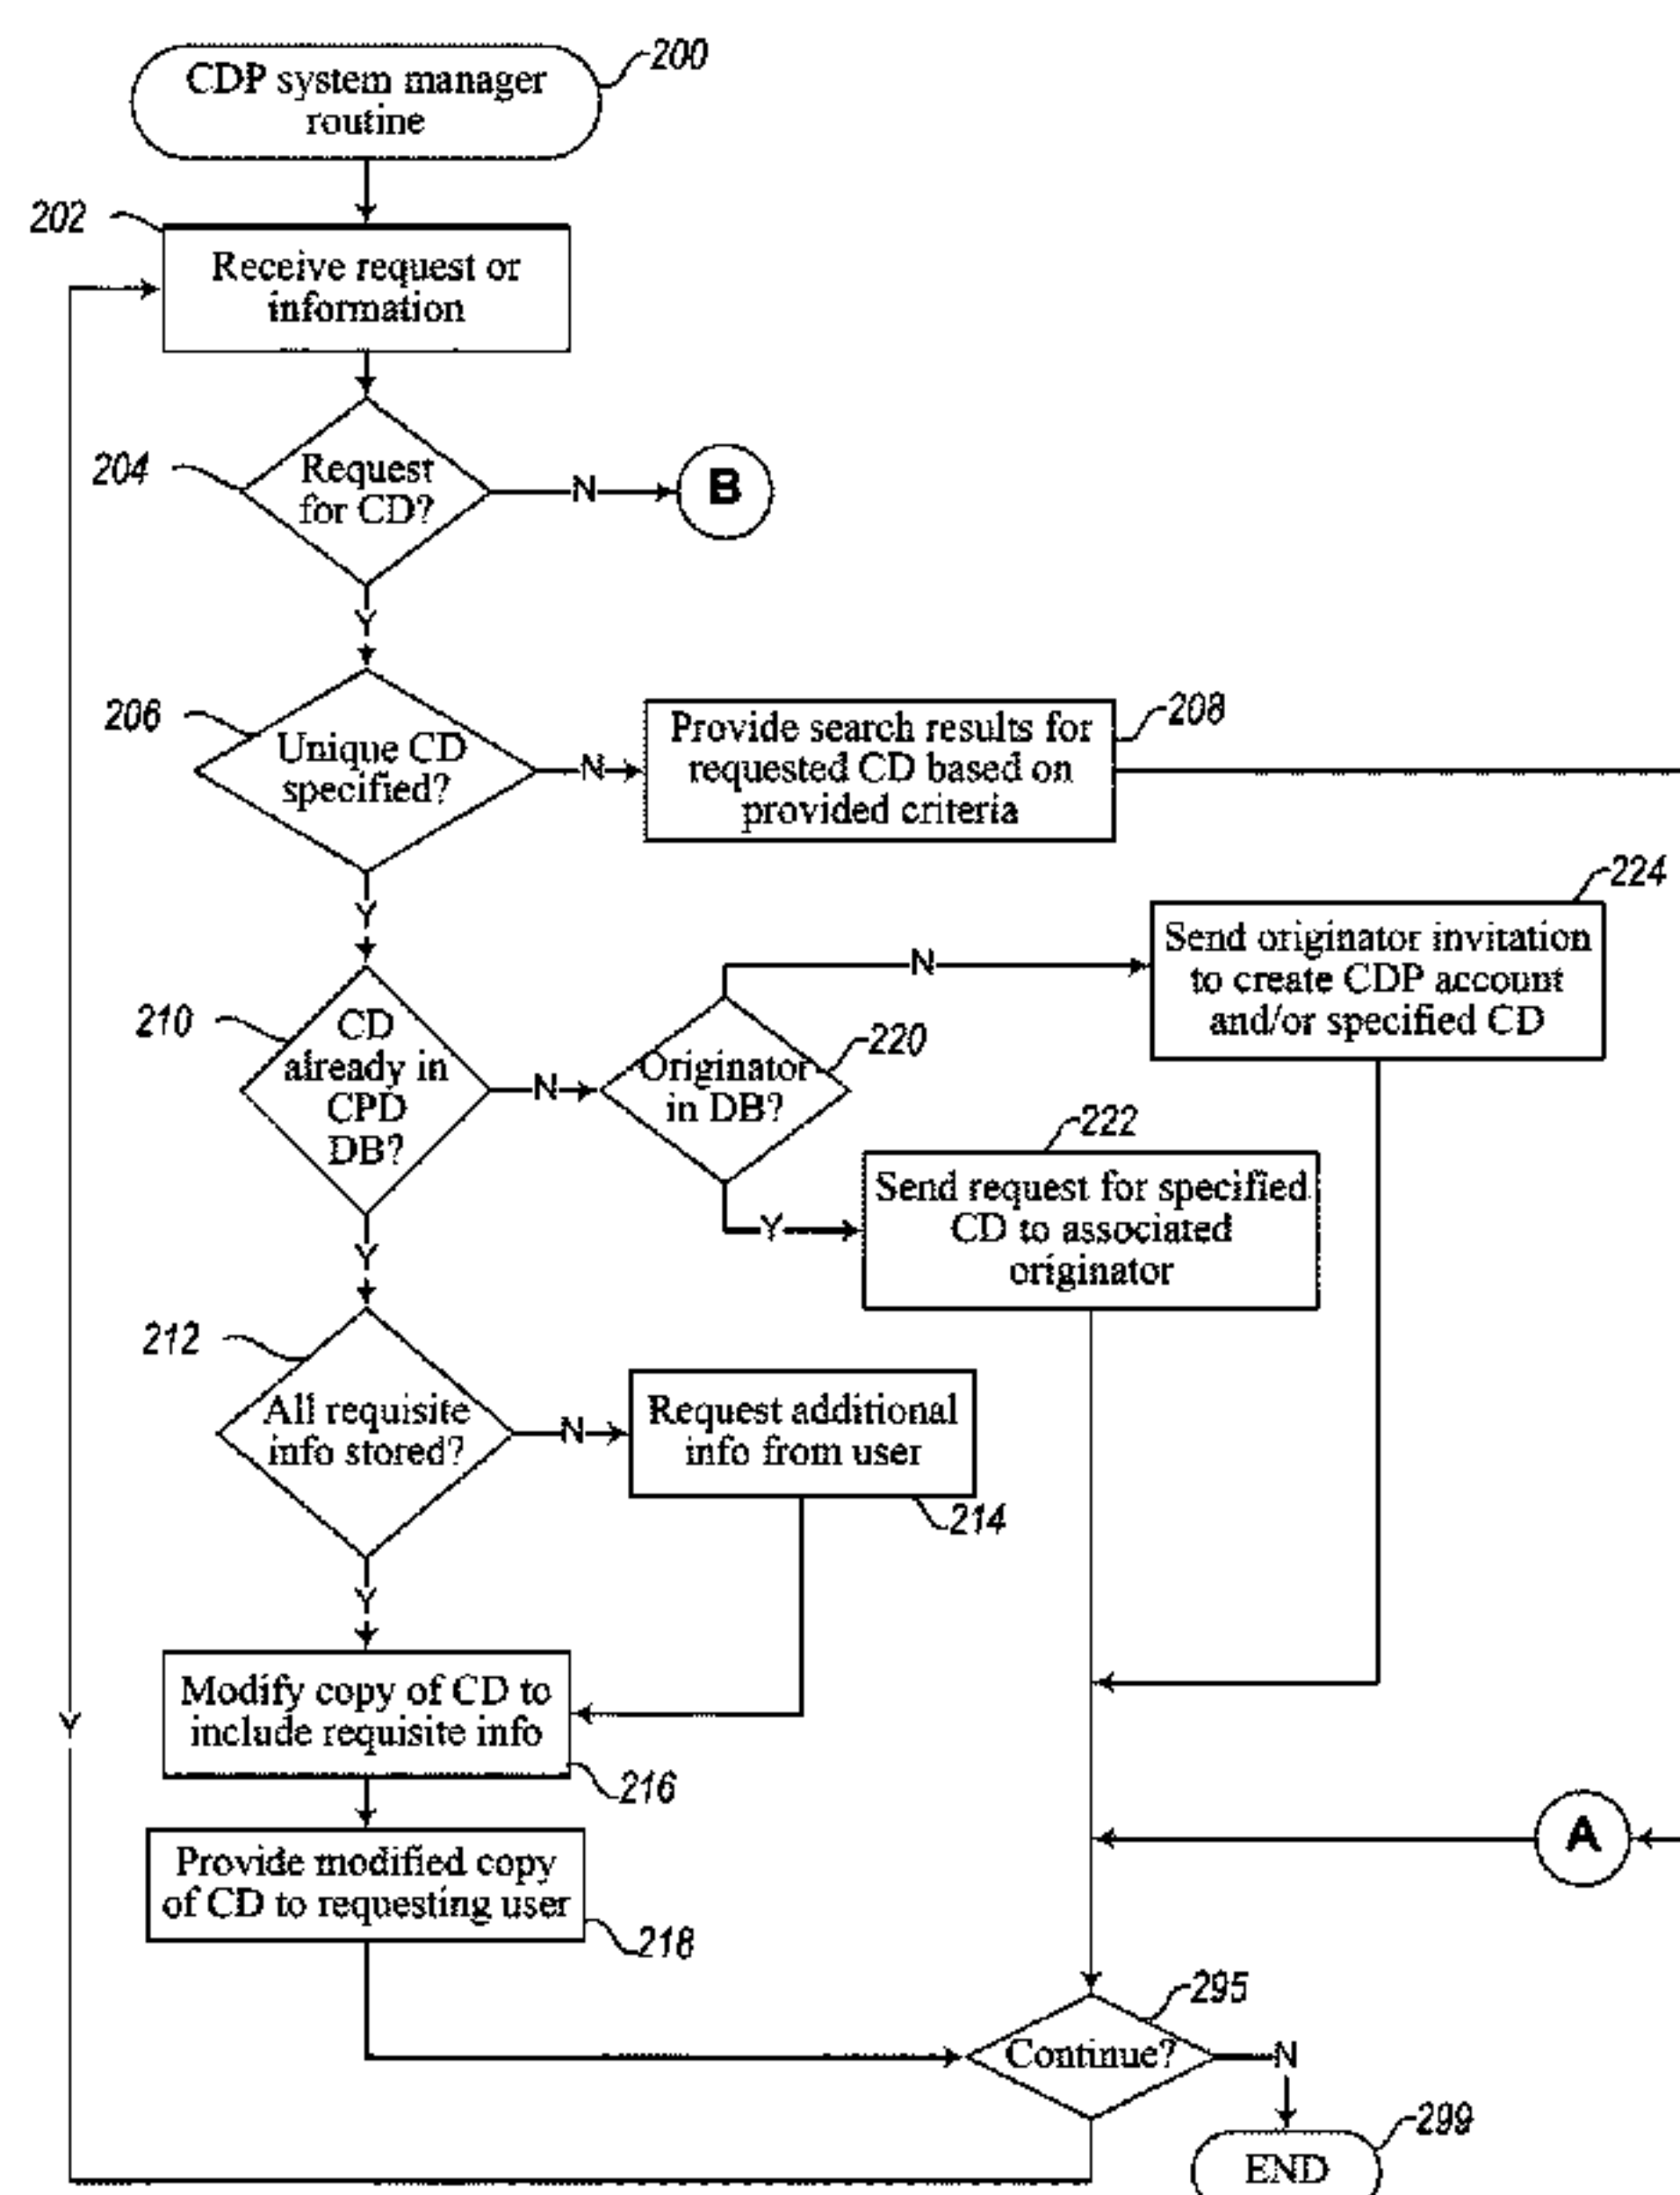 200
CDP system manager
routine
202
Receive request or
information
204
Request
for CD?
N
B
Y
206
Unique CD
specified?
N
208
Provide search results for
requested CD based on
provided criteria
Y
224
Send originator invitation
to create CDP account
and/or specified CD
N
210
CD
already in
CPD
DB?
N
220
Originator
in DB?
222
Send request for specified
CD to associated
originator
Y
Y
212
All requisite
info stored?
N
Request additional
info from user
214
Y
Modify copy of CD to
include requisite info
216
Y
Provide modified copy
of CD to requesting user
218
A
295
Continue?
N
299
END